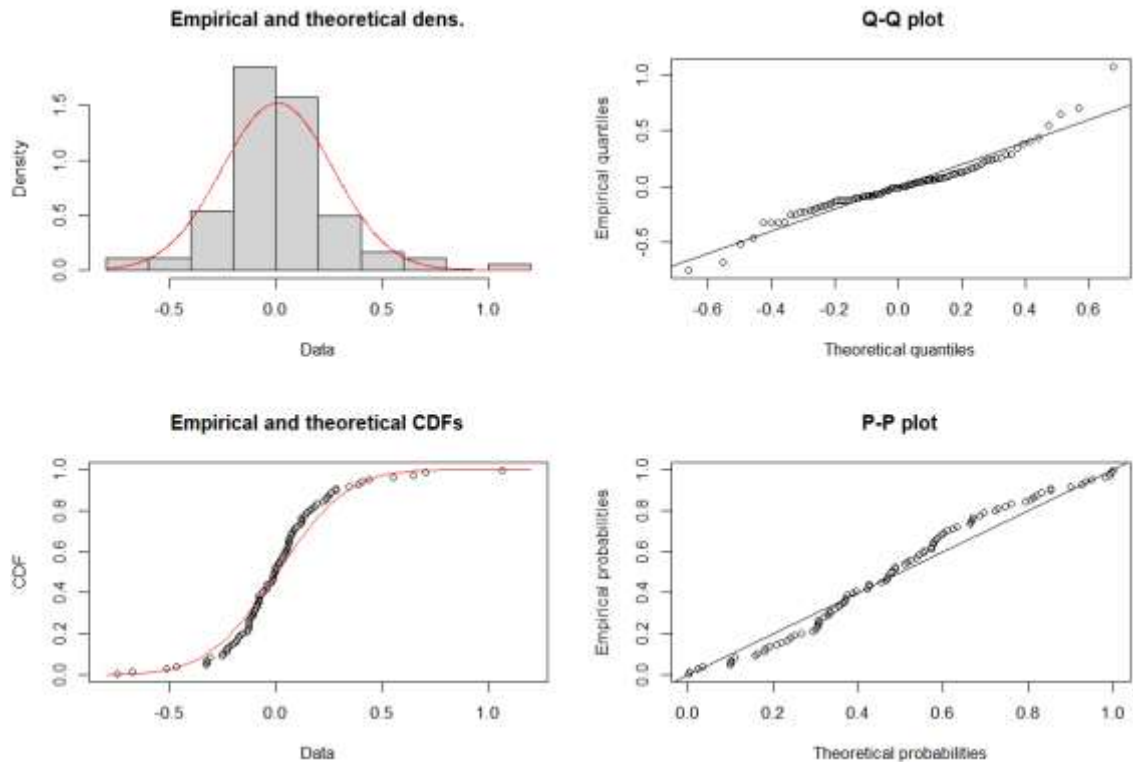 Empirical and theoretical dens.
Density
0.0 0.5 1.0 1.5
-0.5 0.0 0.5 1.0
Data
Q-Q plot
Empirical quantiles
-0.5 0.0 0.5 1.0
-0.6 -0.4 -0.2 0.0 0.2 0.4 0.6
Theoretical quantiles
Empirical and theoretical CDFs
CDF
0.0 0.2 0.4 0.6 0.8 1.0
-0.5 0.0 0.5 1.0
Data
P-P plot
Empirical probabilities
0.0 0.2 0.4 0.6 0.8 1.0
0.0 0.2 0.4 0.6 0.8 1.0
Theoretical probabilities